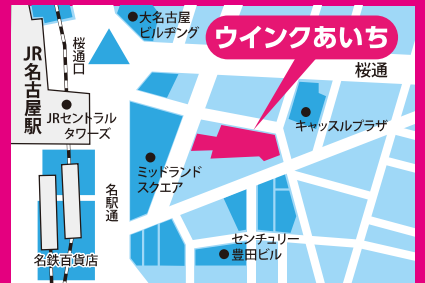 大名古屋
ビルヂング
ウインクあいち
桜通口
桜通
JR名古屋駅
JRセントラル
タワーズ
キャッスルプラザ
ミッドランド
スクエア
名駅通
センチュリー
豊田ビル
名鉄百貨店